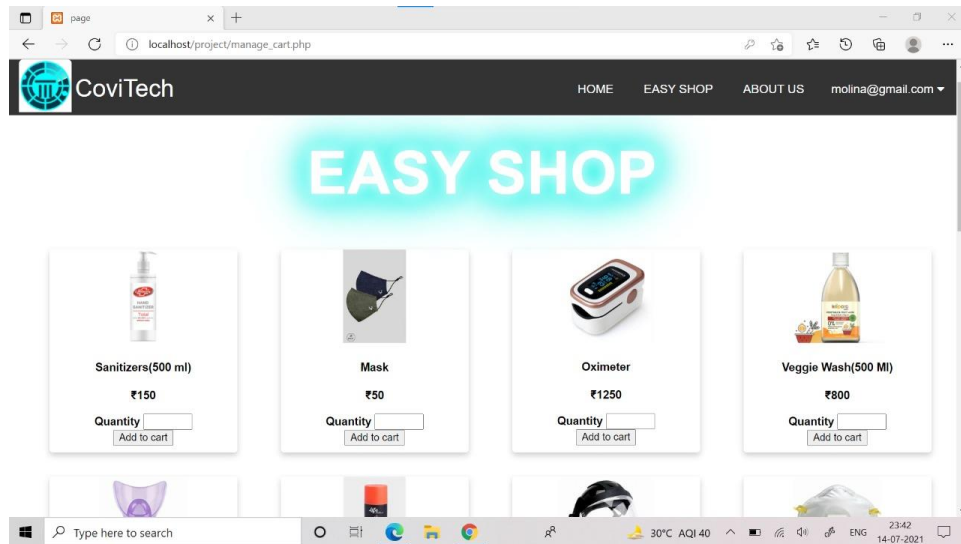 page
localhost/project/manage_cart.php
CoviTech
HOME EASY SHOP ABOUT US molina@gmail.com
EASY SHOP
Sanitizers(500 ml) Mask Oximeter Veggie Wash(500 Ml)
₹150 ₹50 ₹1250 ₹800
Quantity Quantity Quantity Quantity
Add to cart Add to cart Add to cart Add to cart
Type here to search
30°C AQI 40
ENG
23:42
14-07-2021